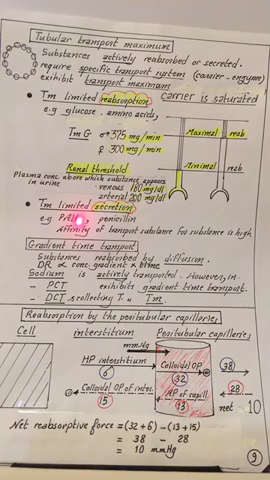 Tubular transport maximum
Substances actively reabsorbed or secreted.
require specific transport system (carrier-enzyme)
exhibit transport maximum
• Tm limited reabsorption carrier is saturated
e.g glucose, amino acids,
Tm G ♂ 375 mg/min
♀ 300 mg/min
Maximal reab
Renal threshold
Minimal reab
Plasma conc. above which substance appears
in urine
venous 180 mg/dl
arterial 200 mg/dl
• Tm limited secretion
e.g PAH, penicillin
Affinity of transport substance for substance is high
Gradient time transport
Substances reabsorbed by diffusion.
DR α conc gradient x time
Sodium is actively transported. However, in
- PCT exhibits gradient time transport.
- DCT & collecting T. Tm
Reabsorption by the peritubular capillaries
Cell interstitium Peritubular capillaries
mmHg
HP interstitium
6
Colloidal OP
32
38
Colloidal OP of inters.
15
HP of capill.
13
28
net = 10
Net reabsorptive force = (32+6) - (13+15)
= 38 - 28
= 10 mmHg
9